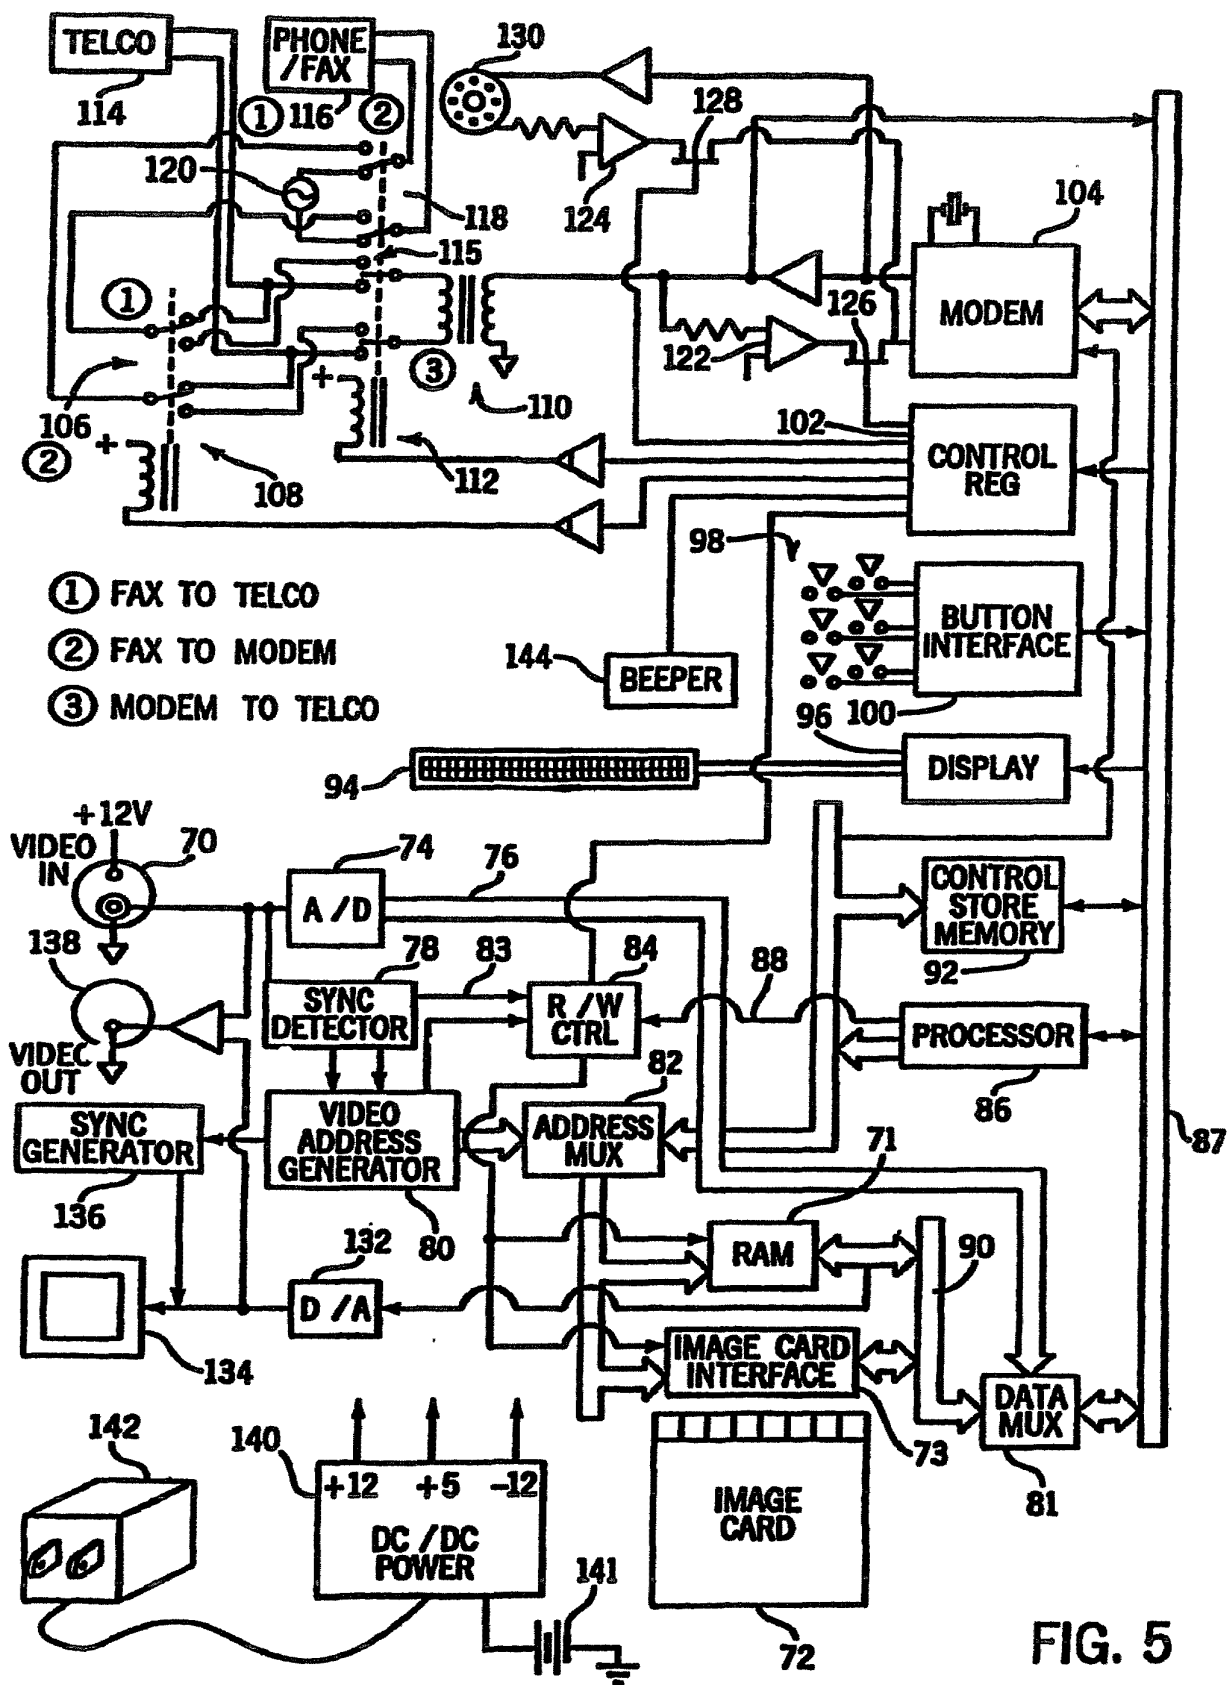 TELCO
114
PHONE
/FAX
116
1
2
130
128
124
120
118
115
104
MODEM
126
122
1
3
110
106
2
+
108
+
112
102
CONTROL
REG
98
BUTTON
INTERFACE
100
1 FAX TO TELCO
2 FAX TO MODEM
3 MODEM TO TELCO
144
BEEPER
96
94
DISPLAY
+12V
VIDEO
IN
70
74
76
A/D
CONTROL
STORE
MEMORY
92
138
78
83
84
88
SYNC
DETECTOR
R/W
CTRL
PROCESSOR
86
VIDEO
OUT
82
SYNC
GENERATOR
136
VIDEO
ADDRESS
GENERATOR
80
ADDRESS
MUX
71
87
RAM
90
132
D/A
134
IMAGE CARD
INTERFACE
73
DATA
MUX
81
142
140
+12 +5 -12
DC/DC
POWER
141
IMAGE
CARD
72
FIG. 5